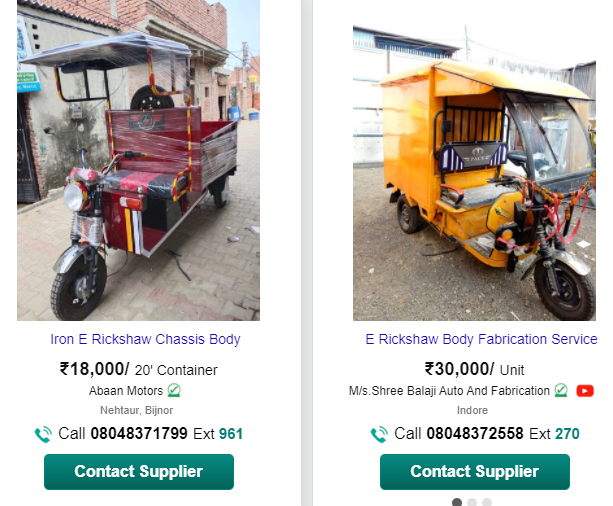 Iron E Rickshaw Chassis Body
₹18,000/ 20' Container
Abaan Motors
Nehtaur, Bijnor
Call 08048371799 Ext 961
Contact Supplier
E Rickshaw Body Fabrication Service
₹30,000/ Unit
M/s.Shree Balaji Auto And Fabrication
Indore
Call 08048372558 Ext 270
Contact Supplier